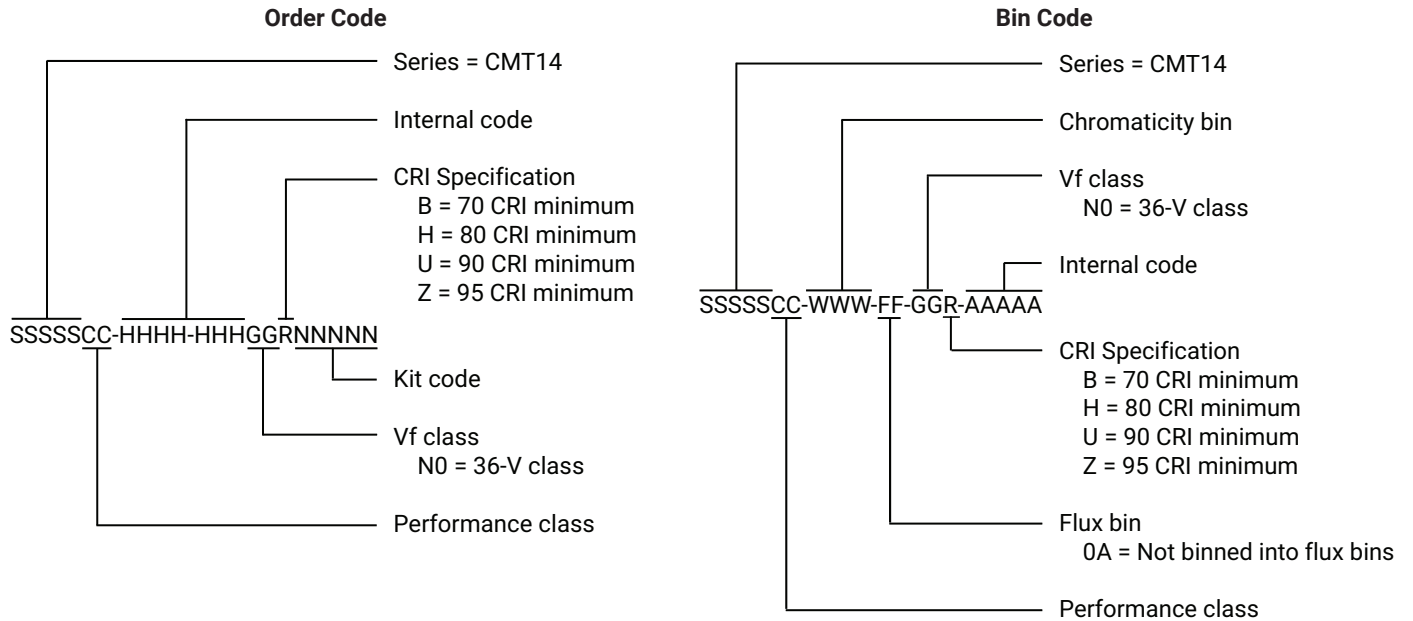 Order Code
Series = CMT14
Internal code
CRI Specification
B = 70 CRI minimum
H = 80 CRI minimum
U = 90 CRI minimum
Z = 95 CRI minimum
SSSSSCC-HHHH-HHHGGRNNNNN
Kit code
Vf class
N0 = 36-V class
Performance class
Bin Code
Series = CMT14
Chromaticity bin
Vf class
N0 = 36-V class
Internal code
SSSSSCC-WWW-FF-GGR-AAAAA
CRI Specification
B = 70 CRI minimum
H = 80 CRI minimum
U = 90 CRI minimum
Z = 95 CRI minimum
Flux bin
0A = Not binned into flux bins
Performance class